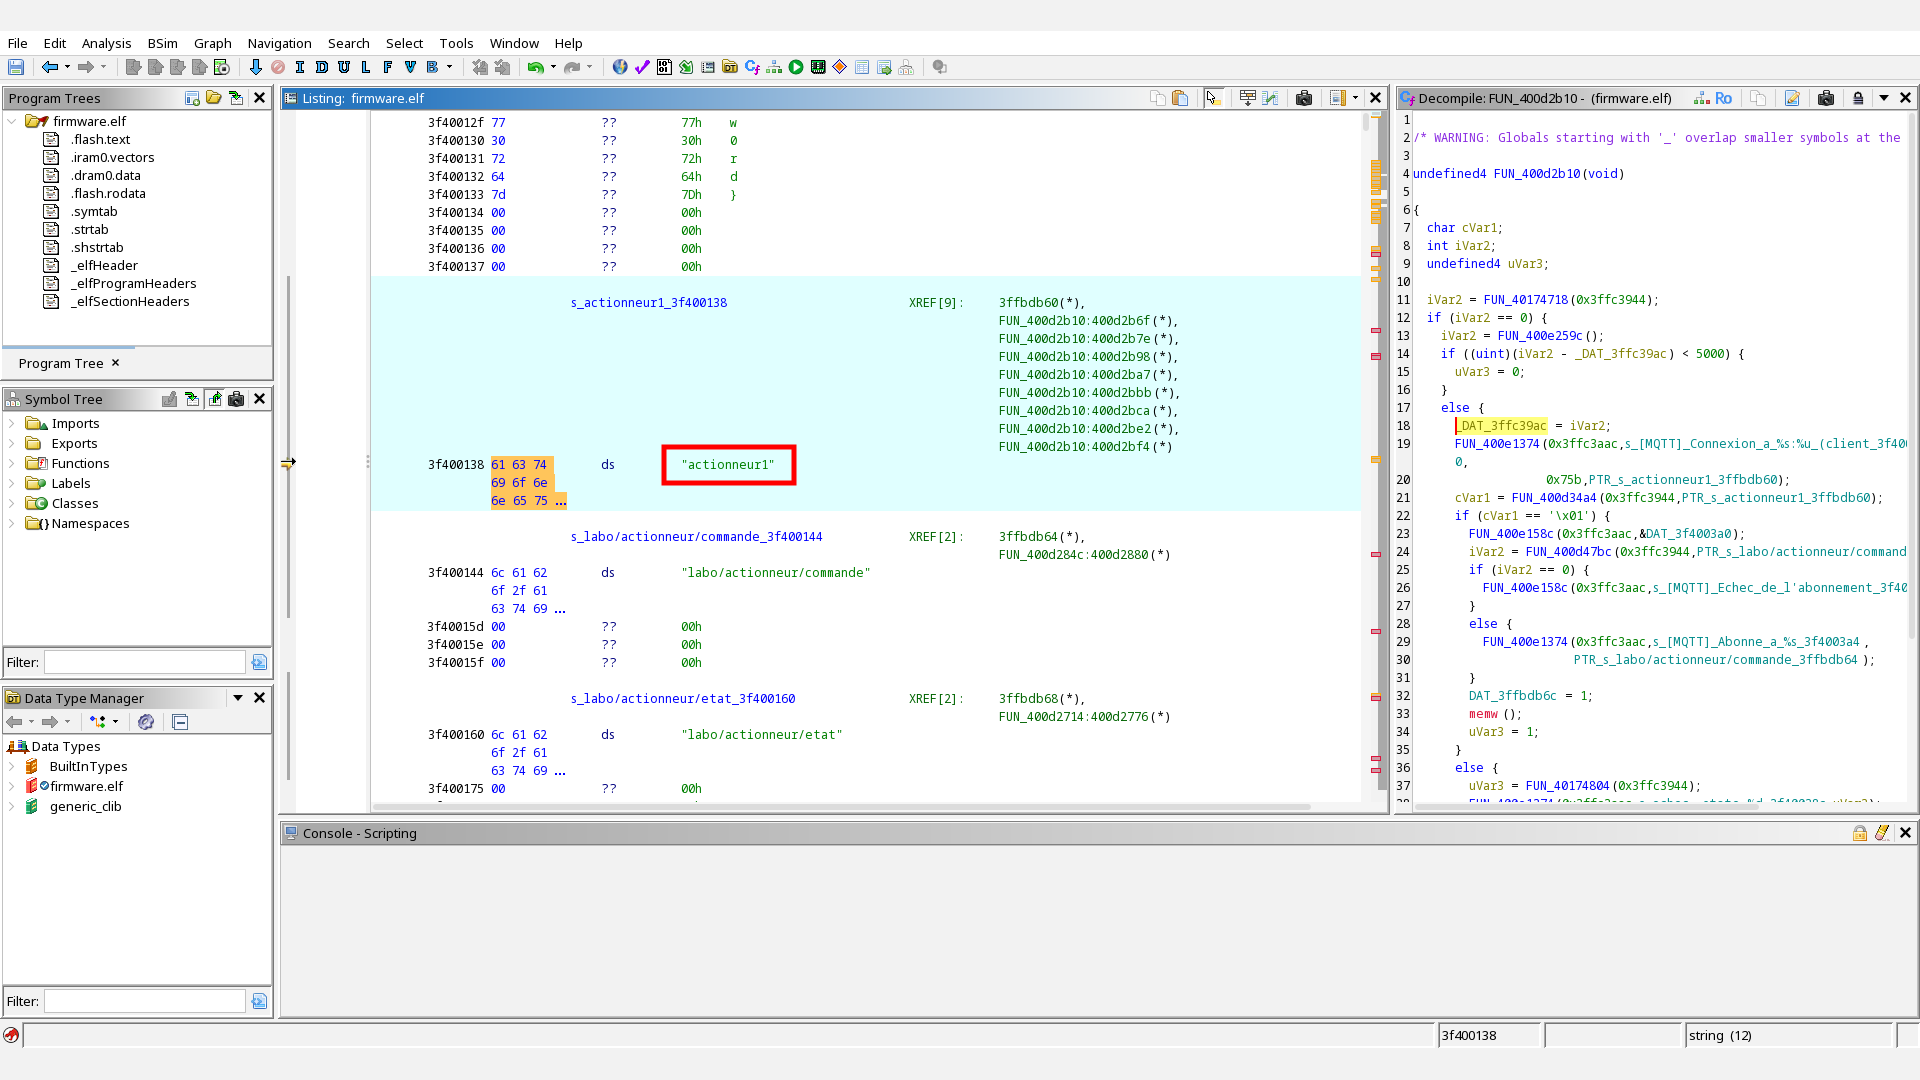 File Edit Analysis BSim Graph Navigation Search Select Tools Window Help
Program Trees
firmware.elf
.flash.text
.iram0.vectors
.dram0.data
.flash.rodata
.symtab
.strtab
.shstrtab
_elfHeader
_elfProgramHeaders
_elfSectionHeaders
Program Tree
Symbol Tree
Imports
Exports
Functions
Labels
Classes
Namespaces
Filter:
Data Type Manager
Data Types
BuiltInTypes
firmware.elf
generic_clib
Filter:
Listing: firmware.elf
3f40012f 77 ?? 77h w
3f400130 30 ?? 30h 0
3f400131 72 ?? 72h r
3f400132 64 ?? 64h d
3f400133 7d ?? 7Dh }
3f400134 00 ?? 00h
3f400135 00 ?? 00h
3f400136 00 ?? 00h
3f400137 00 ?? 00h
s_actionneur1_3f400138 XREF[9]: 3ffbdb60(*),
FUN_400d2b10:400d2b6f(*),
FUN_400d2b10:400d2b7e(*),
FUN_400d2b10:400d2b98(*),
FUN_400d2b10:400d2ba7(*),
FUN_400d2b10:400d2bbb(*),
FUN_400d2b10:400d2bca(*),
FUN_400d2b10:400d2be2(*),
FUN_400d2b10:400d2bf4(*)
3f400138 61 63 74 ds "actionneur1"
69 6f 6e
6e 65 75 ...
s_labo/actionneur/commande_3f400144 XREF[2]: 3ffbdb64(*),
FUN_400d284c:400d2880(*)
3f400144 6c 61 62 ds "labo/actionneur/commande"
6f 2f 61
63 74 69 ...
3f40015d 00 ?? 00h
3f40015e 00 ?? 00h
3f40015f 00 ?? 00h
s_labo/actionneur/etat_3f400160 XREF[2]: 3ffbdb68(*),
FUN_400d2714:400d2776(*)
3f400160 6c 61 62 ds "labo/actionneur/etat"
6f 2f 61
63 74 69 ...
3f400175 00 ?? 00h
Decompile: FUN_400d2b10 - (firmware.elf)
1
2 /* WARNING: Globals starting with '_' overlap smaller symbols at the
3
4 undefined4 FUN_400d2b10(void)
5
6 {
7 char cVar1;
8 int iVar2;
9 undefined4 uVar3;
10
11 iVar2 = FUN_40174718(0x3ffc3944);
12 if (iVar2 == 0) {
13 iVar2 = FUN_400e259c();
14 if ((uint)(iVar2 - _DAT_3ffc39ac) < 5000) {
15 uVar3 = 0;
16 }
17 else {
18 _DAT_3ffc39ac = iVar2;
19 FUN_400e1374(0x3ffc3aac,s_[MQTT]_Connexion_a_%s:%u_(client_3f400
0,
20 0x75b,PTR_s_actionneur1_3ffbdb60);
21 cVar1 = FUN_400d34a4(0x3ffc3944,PTR_s_actionneur1_3ffbdb60);
22 if (cVar1 == '\x01') {
23 FUN_400e158c(0x3ffc3aac,&DAT_3f4003a0);
24 iVar2 = FUN_400d47bc(0x3ffc3944,PTR_s_labo/actionneur/command
25 if (iVar2 == 0) {
26 FUN_400e158c(0x3ffc3aac,s_[MQTT]_Echec_de_l'abonnement_3f40
27 }
28 else {
29 FUN_400e1374(0x3ffc3aac,s_[MQTT]_Abonne_a_%s_3f4003a4,
30 PTR_s_labo/actionneur/commande_3ffbdb64);
31 }
32 DAT_3ffbdb6c = 1;
33 memw();
34 uVar3 = 1;
35 }
36 else {
37 uVar3 = FUN_40174804(0x3ffc3944);
Console - Scripting
3f400138
string (12)